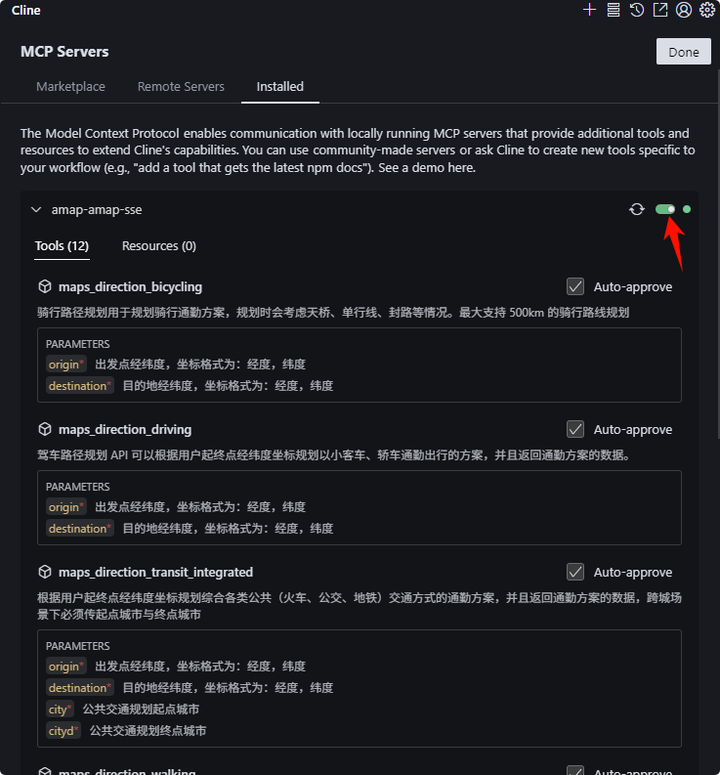 Cline
MCP Servers
Done
Marketplace
Remote Servers
Installed
The Model Context Protocol enables communication with locally running MCP servers that provide additional tools and
resources to extend Cline's capabilities. You can use community-made servers or ask Cline to create new tools specific to
your workflow (e.g., "add a tool that gets the latest npm docs"). See a demo here.
amap-amap-sse
Tools (12)
Resources (0)
maps_direction_bicycling
Auto-approve
骑行路径规划用于规划骑行通勤方案，规划时会考虑天桥、单行线、封路等情况。最大支持 500km 的骑行路线规划
PARAMETERS
origin* 出发点经纬度，坐标格式为：经度，纬度
destination* 目的地经纬度，坐标格式为：经度，纬度
maps_direction_driving
Auto-approve
驾车路径规划 API 可以根据用户起终点经纬度坐标规划以小客车、轿车通勤出行的方案，并且返回通勤方案的数据。
PARAMETERS
origin* 出发点经纬度，坐标格式为：经度，纬度
destination* 目的地经纬度，坐标格式为：经度，纬度
maps_direction_transit_integrated
Auto-approve
根据用户起终点经纬度坐标规划综合各类公共（火车、公交、地铁）交通方式的通勤方案，并且返回通勤方案的数据，跨城场
景下必须传起点城市与终点城市
PARAMETERS
origin* 出发点经纬度，坐标格式为：经度，纬度
destination* 目的地经纬度，坐标格式为：经度，纬度
city* 公共交通规划起点城市
cityd* 公共交通规划终点城市
maps_direction_walking
Auto-approve